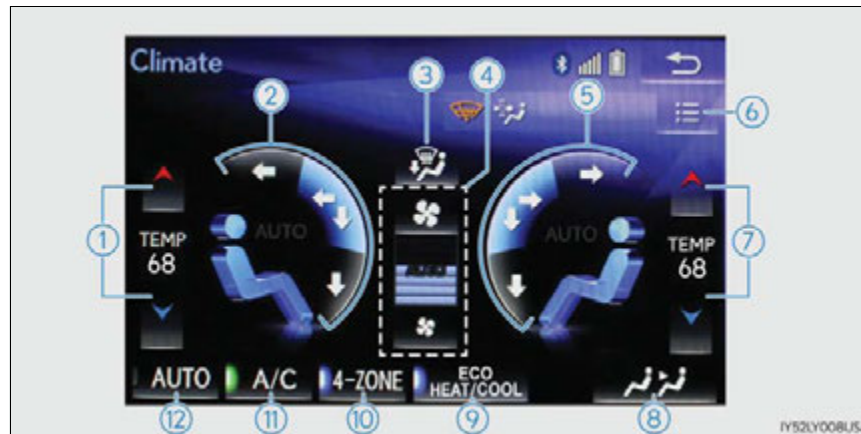 Climate
③ ④
② ⑤
⑥
AUTO AUTO
① TEMP TEMP ⑦
68 68
AUTO A/C 4-ZONE ECO
HEAT/COOL
⑫ ⑪ ⑩ ⑨ ⑧
IY52LY008US